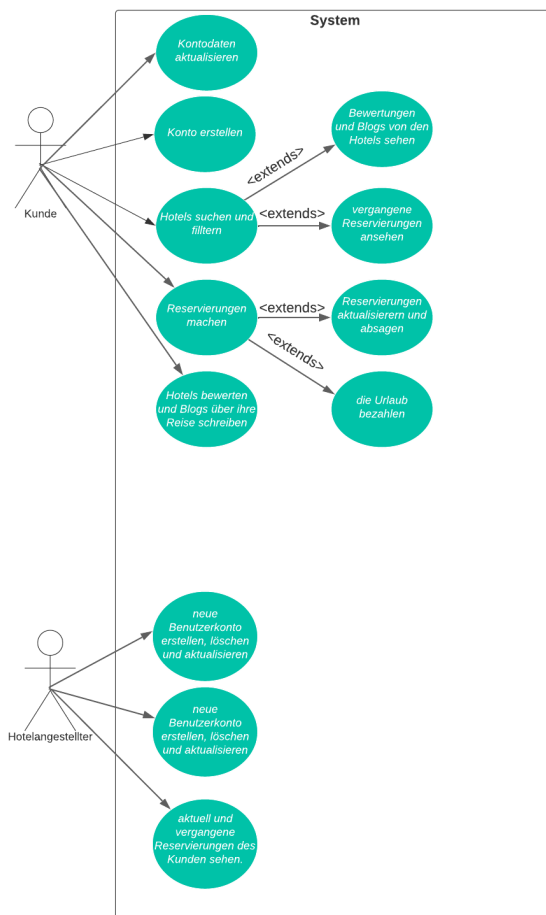 System
Kontodaten
aktualisieren
Konto erstellen
Bewertungen
und Blogs von den
Hotels sehen
<extends>
Kunde
Hotels suchen und
filltern
<extends>
vergangene
Reservierungen
ansehen
Reservierungen
machen
<extends>
Reservierungen
aktualisierern und
absagen
<extends>
Hotels bewerten
und Blogs über ihre
Reise schreiben
die Urlaub
bezahlen
neue
Benutzerkonto
erstellen, löschen
und aktualisieren
Hotelangestellter
neue
Benutzerkonto
erstellen, löschen
und aktualisieren
aktuell und
vergangene
Reservierungen des
Kunden sehen.